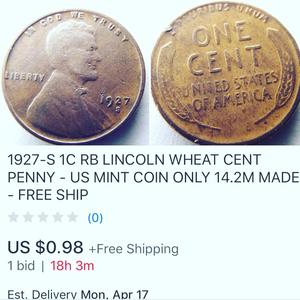 IN GOD WE TRUST
LIBERTY
1927
S
E PLURIBUS UNUM
ONE
CENT
UNITED STATES
OF AMERICA
1927-S 1C RB LINCOLN WHEAT CENT
PENNY - US MINT COIN ONLY 14.2M MADE
- FREE SHIP
(0)
US $0.98 +Free Shipping
1 bid | 18h 3m
Est. Delivery Mon, Apr 17